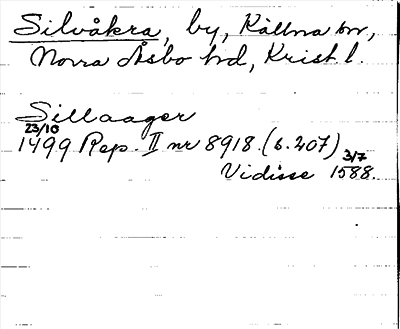 Silvåkra, by, Källna sn,
Norra Åsbo hd, Krist. l.
Sillaager
23/10
1499 Rep. II nr 8918. (s. 207)
Vidisse 3/7 1588.